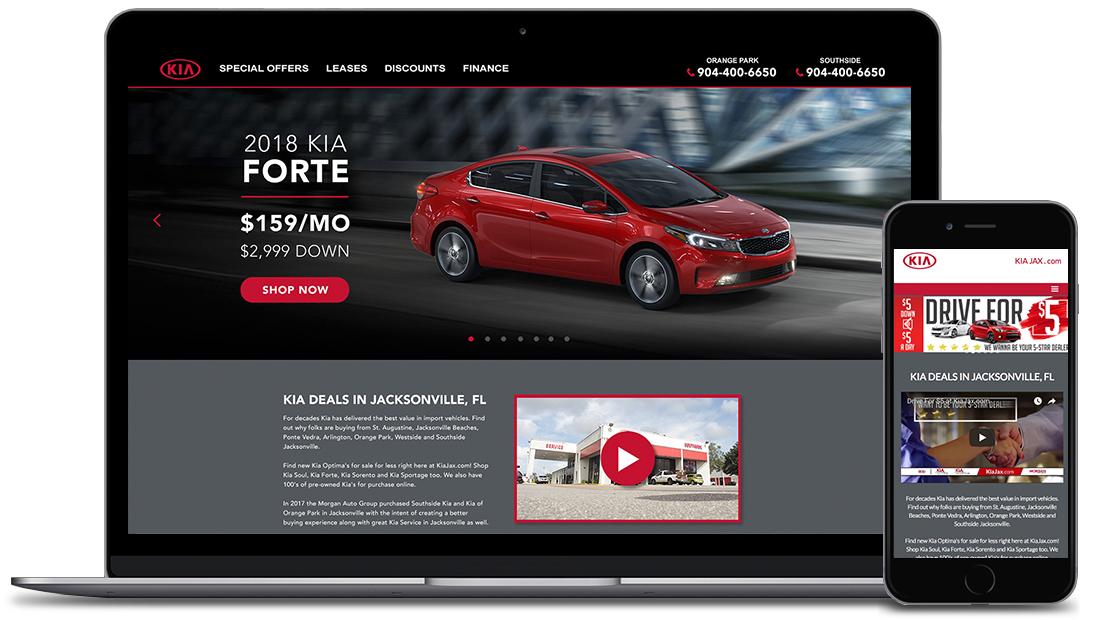 KIA
SPECIAL OFFERS LEASES DISCOUNTS FINANCE
ORANGE PARK
904-400-6650
SOUTHSIDE
904-400-6650
2018 KIA
FORTE
$159/MO
$2,999 DOWN
SHOP NOW
KIA DEALS IN JACKSONVILLE, FL
For decades Kia has delivered the best value in import vehicles. Find
out why folks are buying from St. Augustine, Jacksonville Beaches,
Ponte Vedra, Arlington, Orange Park, Westside and Southside
Jacksonville.
Find new Kia Optima's for sale for less right here at KiaJax.com! Shop
Kia Soul, Kia Forte, Kia Sorento and Kia Sportage too. We also have
100's of pre-owned Kia's for purchase online.
In 2017 the Morgan Auto Group purchased Southside Kia and Kia of
Orange Park in Jacksonville with the intent of creating a better
buying experience along with great Kia Service in Jacksonville as well.
SERVICE
KIA
KIA JAX.com
$5
DOWN
$5
A DAY
DRIVE FOR
$5
WE WANNA BE YOUR 5-STAR DEALER
KIA DEALS IN JACKSONVILLE, FL
Drive For $5 at KiaJax.com
WANT TO BE YOUR 5-STAR DEAL
KiaJax.com
For decades Kia has delivered the best value in import vehicles.
Find out why folks are buying from St. Augustine, Jacksonville
Beaches, Ponte Vedra, Arlington, Orange Park, Westside and
Southside Jacksonville.
Find new Kia Optima's for sale for less right here at KiaJax.com!
Shop Kia Soul, Kia Forte, Kia Sorento and Kia Sportage too. We
also have 100's of pre-owned Kia's for purchase online.